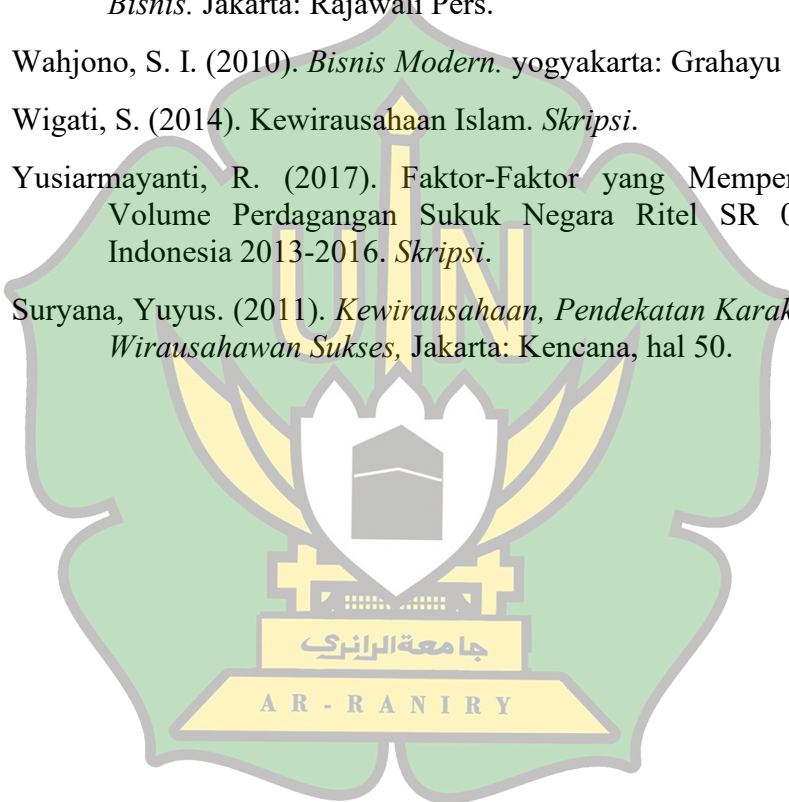 Bisnis. Jakarta: Rajawali Pers.
Wahjono, S. I. (2010). Bisnis Modern. yogyakarta: Grahayu
Wigati, S. (2014). Kewirausahaan Islam. Skripsi.
Yusiarmayanti, R. (2017). Faktor-Faktor yang Memper
Volume Perdagangan Sukuk Negara Ritel SR 0
Indonesia 2013-2016. Skripsi.
Suryana, Yuyus. (2011). Kewirausahaan, Pendekatan Karak
Wirausahawan Sukses, Jakarta: Kencana, hal 50.
UIN
جامعةالرانري
AR-RANIRY